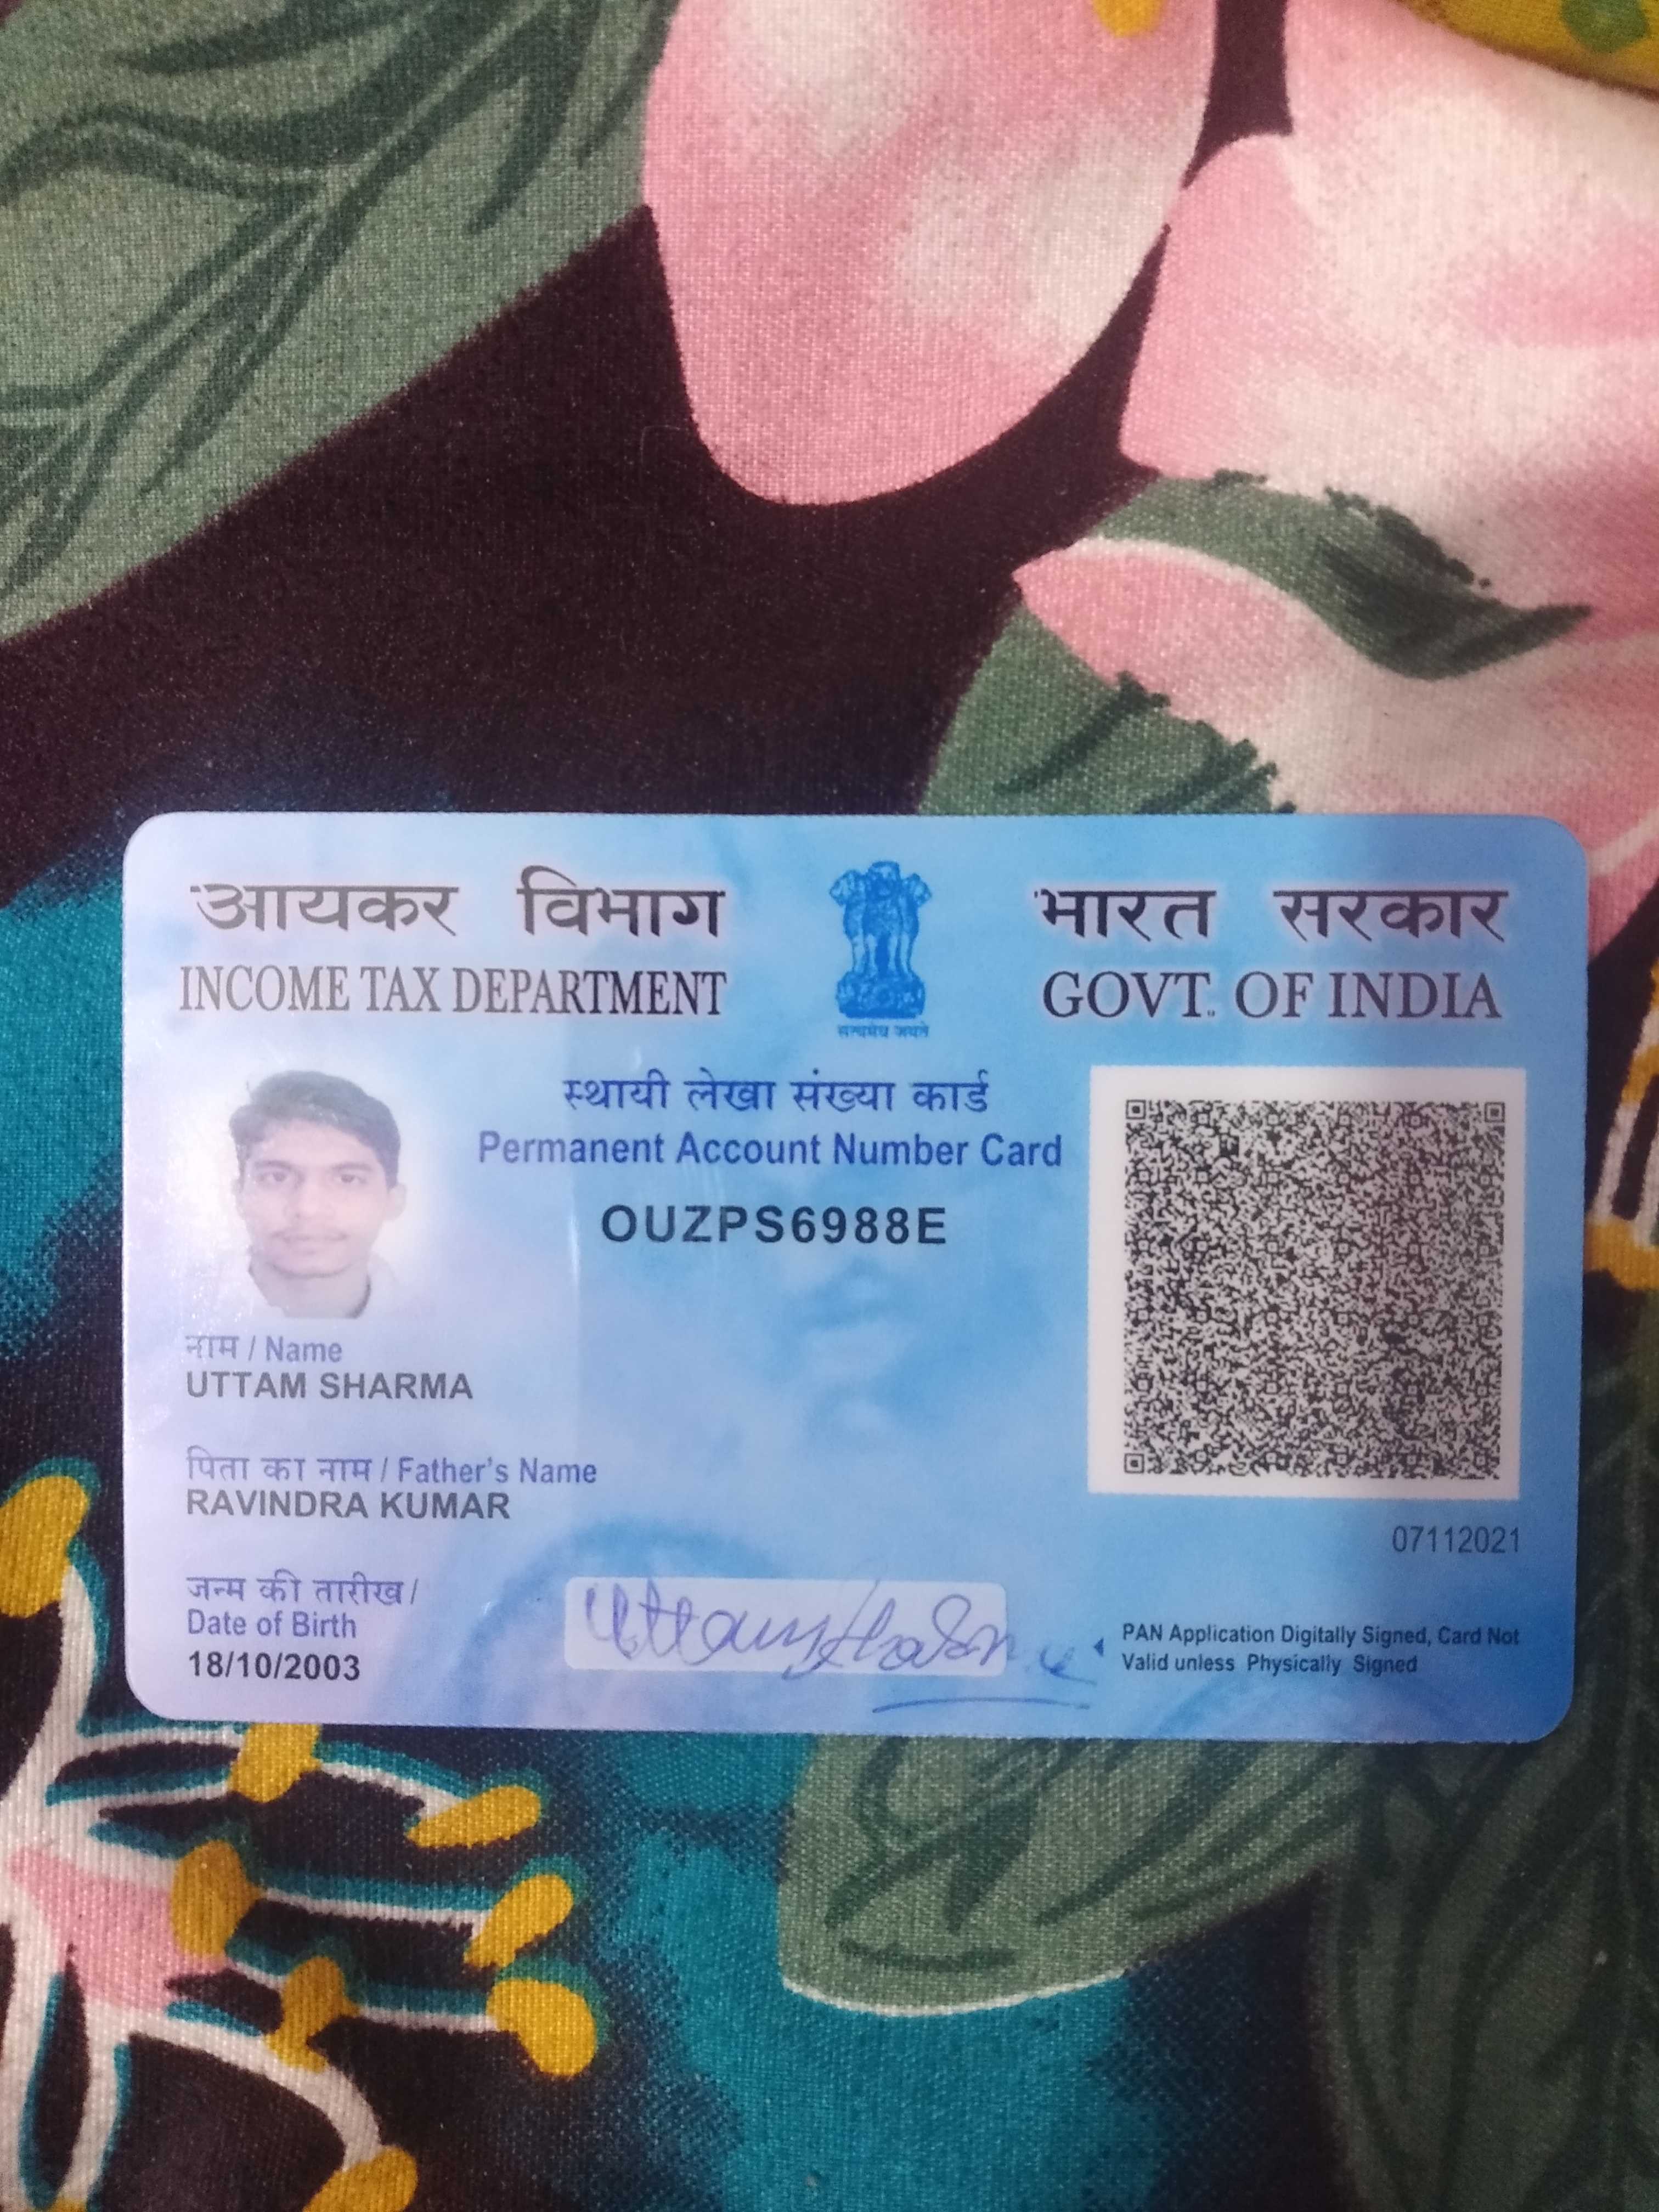 आयकर विभाग
INCOME TAX DEPARTMENT
सत्यमेव जयते
भारत सरकार
GOVT. OF INDIA
स्थायी लेखा संख्या कार्ड
Permanent Account Number Card
OUZPS6988E
नाम / Name
UTTAM SHARMA
पिता का नाम / Father's Name
RAVINDRA KUMAR
जन्म की तारीख /
Date of Birth
18/10/2003
Uttam Sharma
07112021
PAN Application Digitally Signed, Card Not
Valid unless Physically Signed